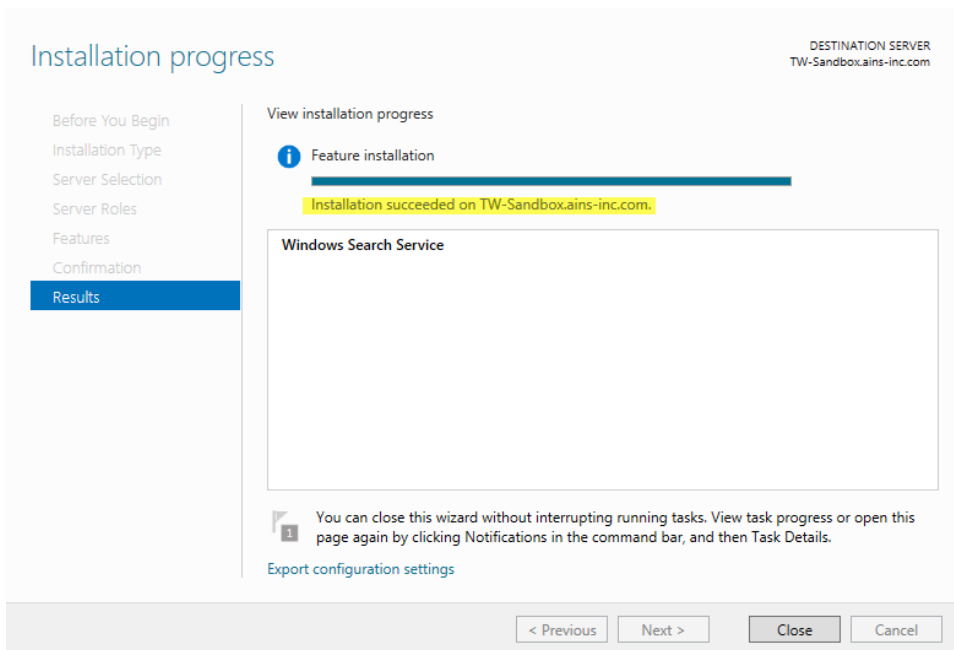 Installation progress
DESTINATION SERVER
TW-Sandbox.ains-inc.com
Before You Begin
Installation Type
Server Selection
Server Roles
Features
Confirmation
Results
View installation progress
Feature installation
Installation succeeded on TW-Sandbox.ains-inc.com.
Windows Search Service
1
You can close this wizard without interrupting running tasks. View task progress or open this
page again by clicking Notifications in the command bar, and then Task Details.
Export configuration settings
< Previous
Next >
Close
Cancel